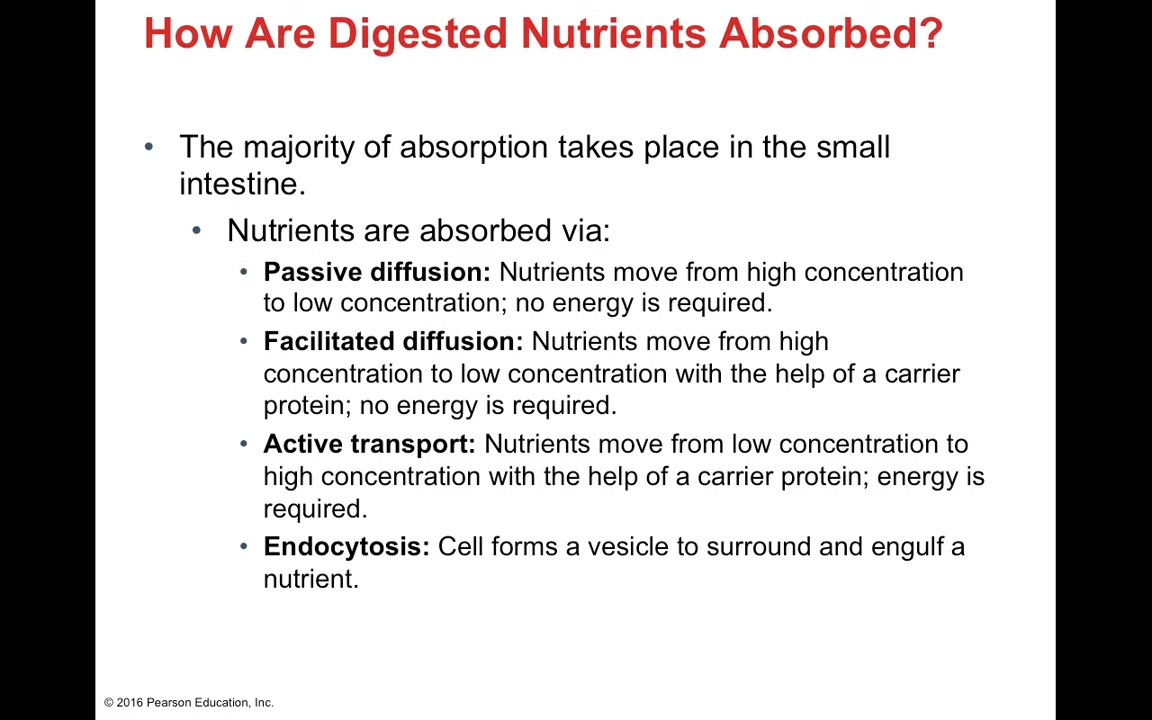 How Are Digested Nutrients Absorbed?
• The majority of absorption takes place in the small
intestine.
• Nutrients are absorbed via:
• Passive diffusion: Nutrients move from high concentration
to low concentration; no energy is required.
• Facilitated diffusion: Nutrients move from high
concentration to low concentration with the help of a carrier
protein; no energy is required.
• Active transport: Nutrients move from low concentration to
high concentration with the help of a carrier protein; energy is
required.
• Endocytosis: Cell forms a vesicle to surround and engulf a
nutrient.
© 2016 Pearson Education, Inc.